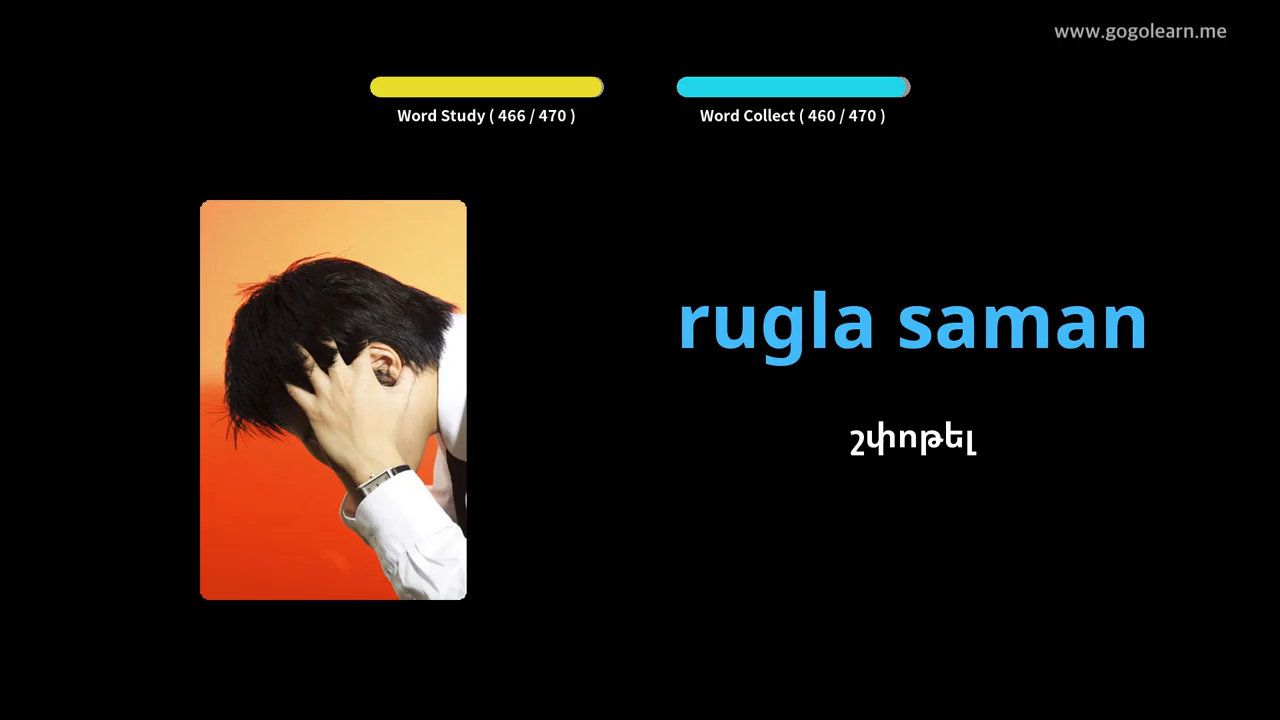 www.gogolearn.me
Word Study ( 466 / 470 )
Word Collect ( 460 / 470 )
rugla saman
շփոթել